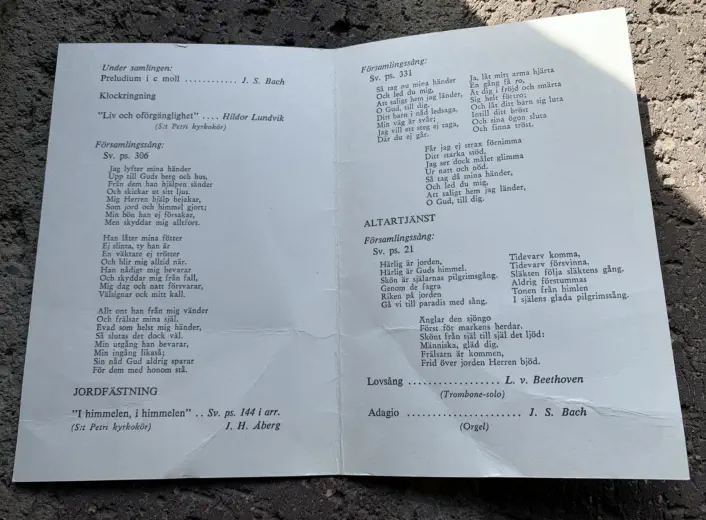 Under samlingen:
Preludium i c moll ............ J. S. Bach
Klockringning
"Liv och oförgänglighet" .... Hildor Lundvik
(S:t Petri kyrkokör)
Församlingssång:
Sv. ps. 306
Jag lyfter mina händer
Upp till Guds berg och hus,
Från dem han hjälpen sänder
Och skickar ut sitt ljus.
Mig Herren hjälp bejakar,
Som jord och himmel gjort;
Min bön han ej försakar,
Men skyddar mig alltfort.
Han låter mina fötter
Ej slinta, ty han är
En väktare ej trötter
Och blir mig alltid när.
Han nådigt mig bevarar
Och skyddar mig från fall,
Mig dag och natt försvarar,
Välsignar ock mitt kall.
Allt ont han från mig vänder
Och frälsar mina själ.
Evad som helst mig händer,
Så slutas det dock väl.
Min utgång han bevarar,
Min ingång likaså;
Sin nåd Gud aldrig sparar
För dem med honom stå.
JORDFÄSTNING
"I himmelen, i himmelen" .. Sv. ps. 144 i arr.
(S:t Petri kyrkokör) J. H. Åberg
Församlingssång:
Sv. ps. 331
Så tag nu mina händer
Och led du mig,
Att saligt hem jag länder,
O Gud, till dig.
Ditt barn i nåd ledsaga,
Min väg är svår;
Jag vill ett steg ej taga,
Där du ej går.
Ja, låt mitt arma hjärta
En gång få ro,
Åt dig i fröjd och smärta
Sig helt förtro;
Och låt ditt barn sig luta
Intill ditt bröst
Och sina ögon sluta
Och finna tröst.
Får jag ej strax förnimma
Ditt starka stöd,
Jag ser dock målet glimma
Ur natt och nöd.
Så tag då mina händer,
Och led du mig,
Att saligt hem jag länder,
O Gud, till dig.
ALTARTJÄNST
Församlingssång:
Sv. ps. 21
Härlig är jorden,
Härlig är Guds himmel.
Skön är själarnas pilgrimsgång.
Genom de fagra
Riken på jorden
Gå vi till paradis med sång.
Tidevarv komma,
Tidevarv försvinna,
Släkten följa släktens gång.
Aldrig förstummas
Tonen från himlen
I själens glada pilgrimssång.
Änglar den sjöngo
Först för markens herdar.
Skönt från själ till själ det ljöd:
Människa, gläd dig,
Frälsarn är kommen,
Frid över jorden Herren bjöd.
Lovsång .................. L. v. Beethoven
(Trombone-solo)
Adagio ...................... J. S. Bach
(Orgel)